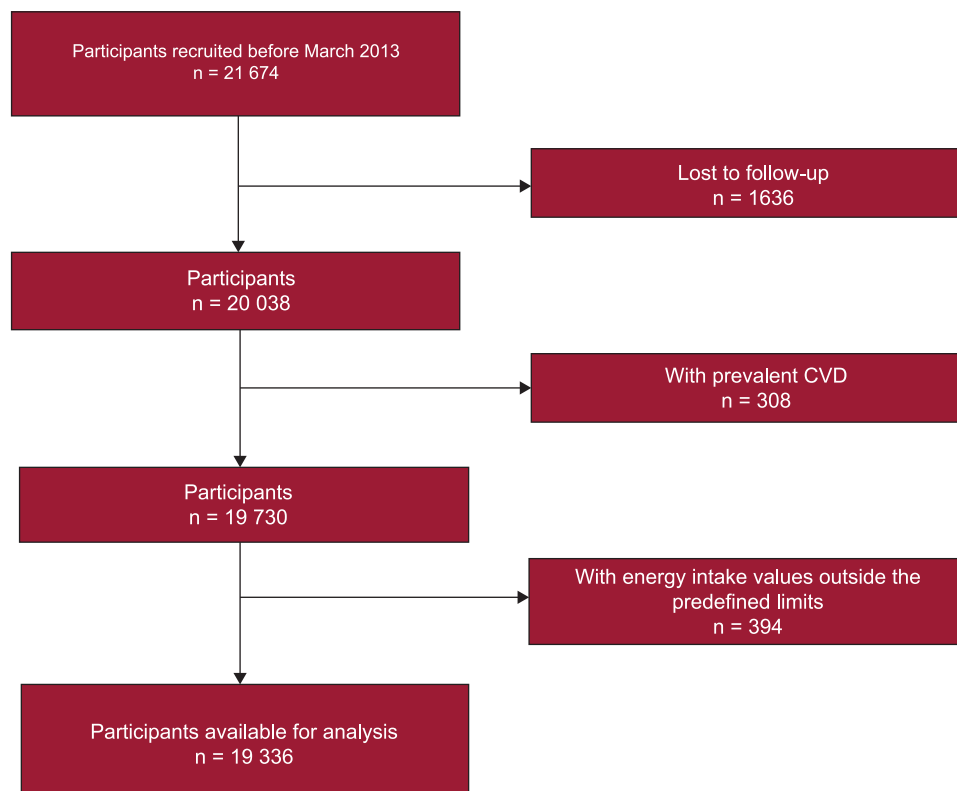 Participants recruited before March 2013
n = 21 674
Lost to follow-up
n = 1636
Participants
n = 20 038
With prevalent CVD
n = 308
Participants
n = 19 730
With energy intake values outside the
predefined limits
n = 394
Participants available for analysis
n = 19 336